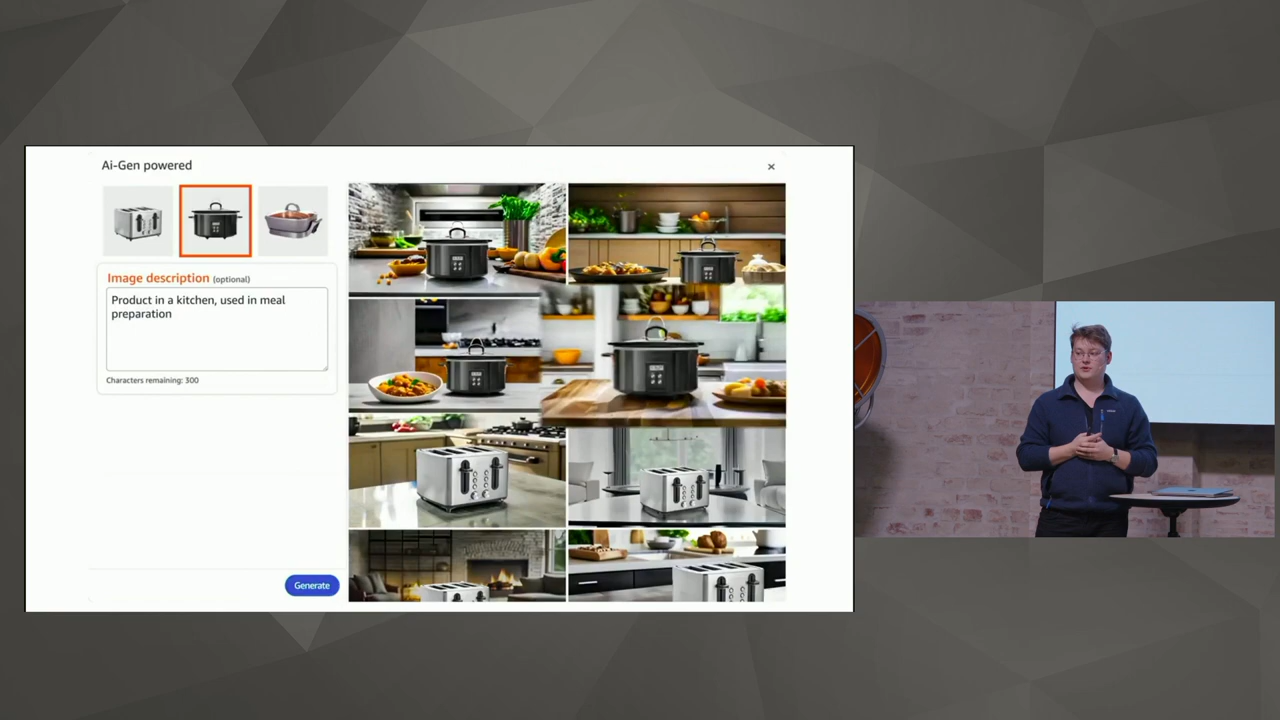 Ai-Gen powered
×
Image description (optional)
Product in a kitchen, used in meal
preparation
Characters remaining: 300
Generate